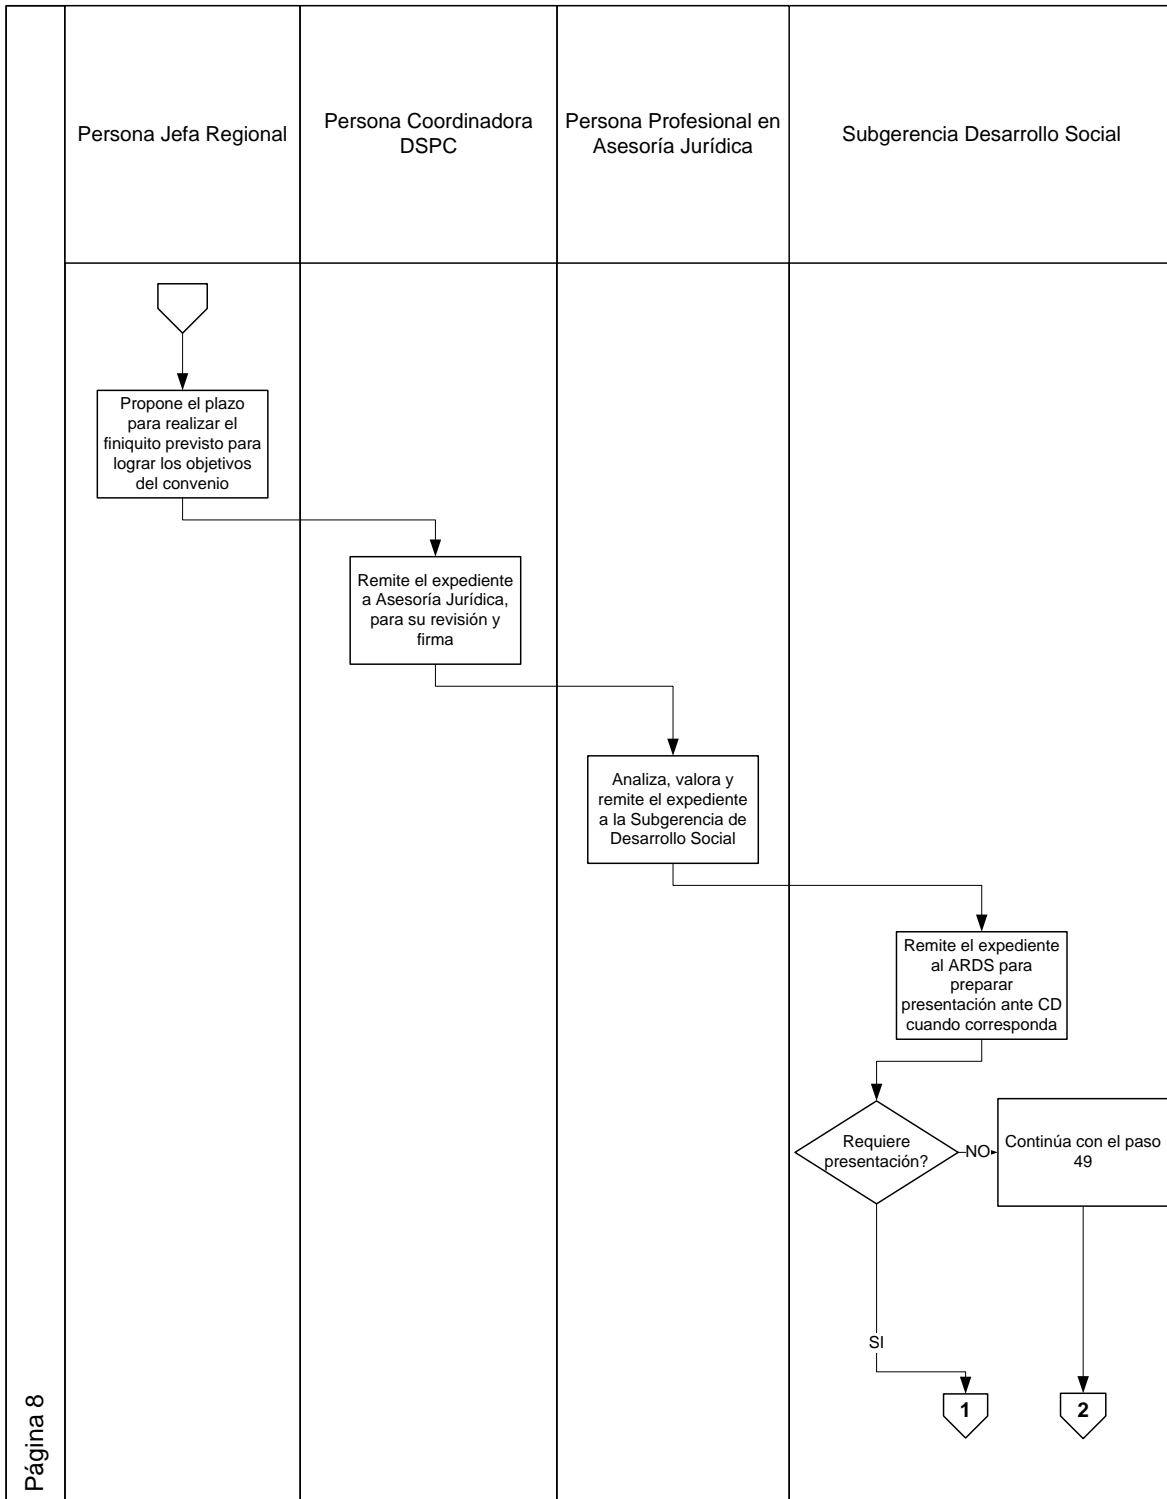 Persona Jefa Regional
Persona Coordinadora
DSPC
Persona Profesional en
Asesoría Jurídica
Subgerencia Desarrollo Social
Propone el plazo
para realizar el
finiquito previsto para
lograr los objetivos
del convenio
Remite el expediente
a Asesoría Jurídica,
para su revisión y
firma
Analiza, valora y
remite el expediente
a la Subgerencia de
Desarrollo Social
Remite el expediente
al ARDS para
preparar
presentación ante CD
cuando corresponda
Requiere
presentación?
NO
Continúa con el paso
49
SI
1
2
Página 8